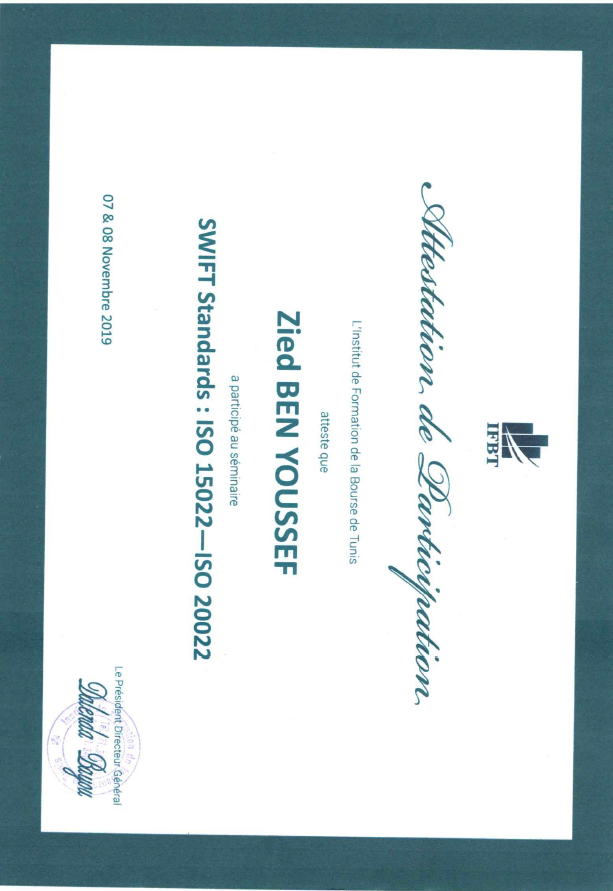 IFBT
Attestation de Participation
L'Institut de Formation de la Bourse de Tunis
atteste que
Zied BEN YOUSSEF
a participé au séminaire
SWIFT Standards : ISO 15022—ISO 20022
07 & 08 Novembre 2019
Le Président Directeur Général
Dalenda Bayou